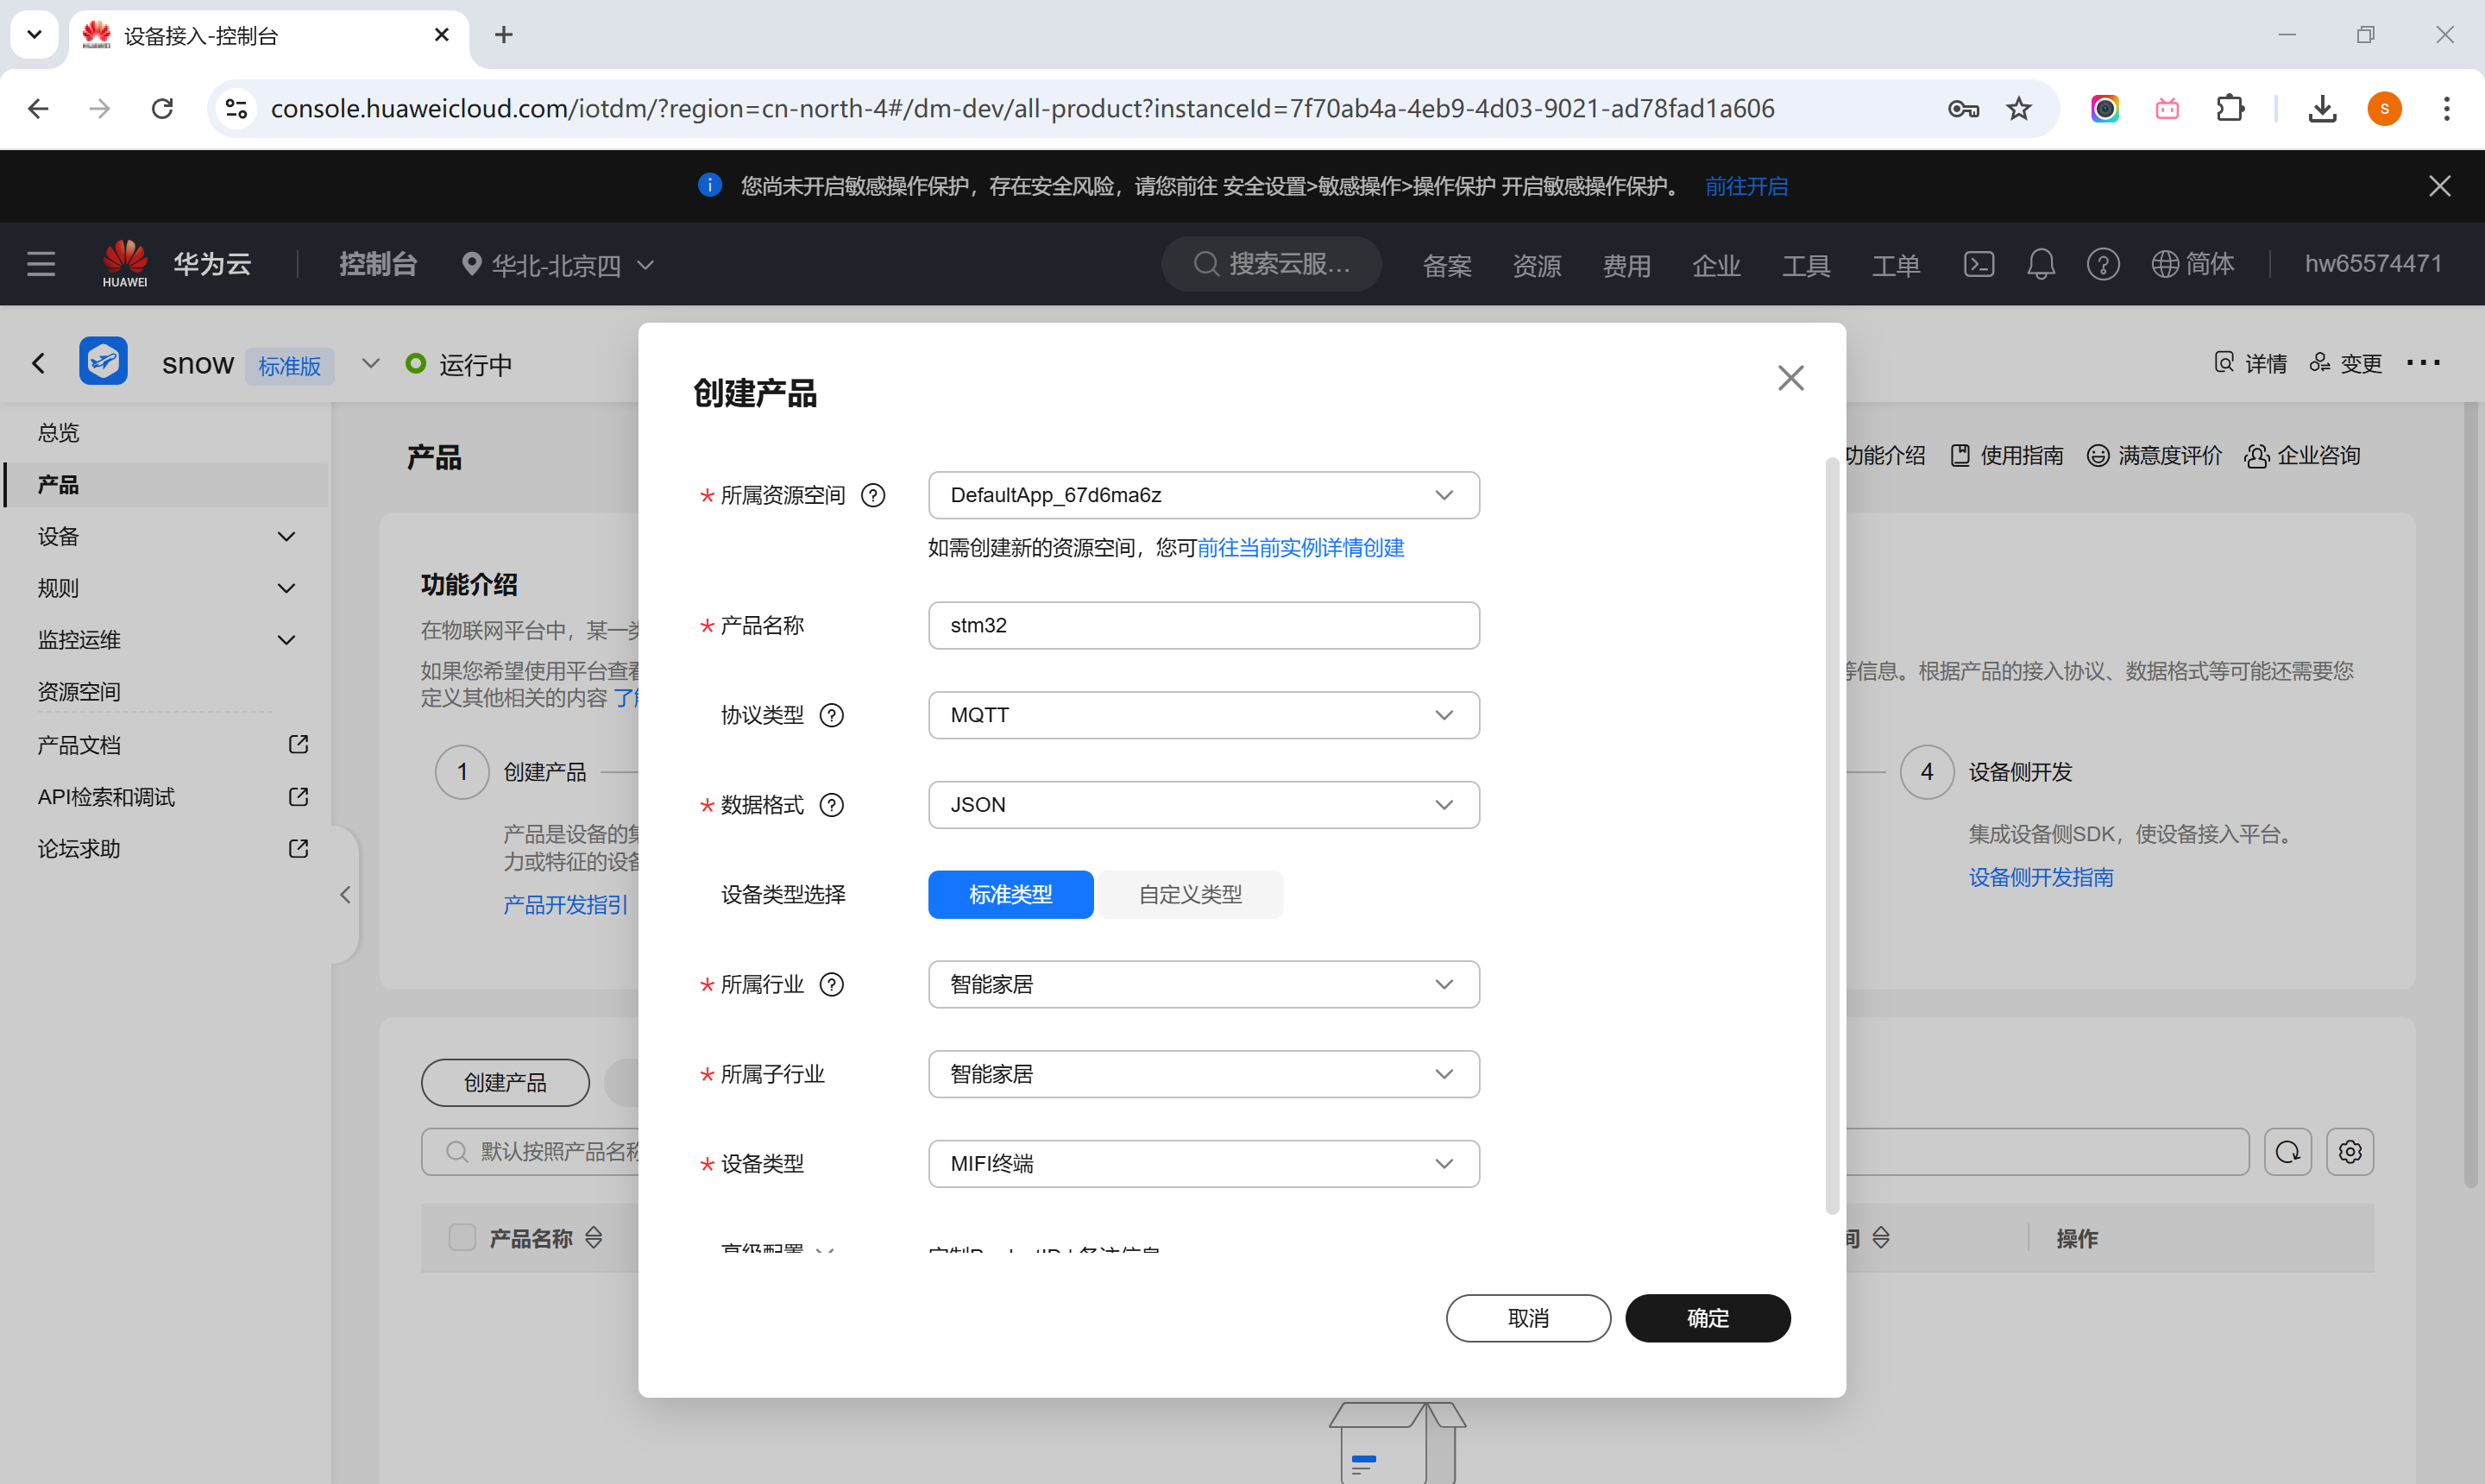 设备接入-控制台
console.huaweicloud.com/iotdm/?region=cn-north-4#/dm-dev/all-product?instanceId=7f70ab4a-4eb9-4d03-9021-ad78fad1a606
S
您尚未开启敏感操作保护，存在安全风险，请您前往 安全设置>敏感操作>操作保护 开启敏感操作保护。 前往开启
HUAWEI 华为云 控制台 华北-北京四 搜索云服... 备案 资源 费用 企业 工具 工单 简体 hw65574471
snow 标准版 运行中 详情 变更
总览
产品
设备
规则
监控运维
资源空间
产品文档
API检索和调试
论坛求助
产品
功能介绍 使用指南 满意度评价 企业咨询
功能介绍
在物联网平台中，某一类
如果您希望使用平台查看
等信息。根据产品的接入协议、数据格式等可能还需要您
定义其他相关的内容 了解
1 创建产品
产品是设备的集
力或特征的设备
产品开发指引
4 设备侧开发
集成设备侧SDK，使设备接入平台。
设备侧开发指南
创建产品
默认按照产品名称
产品名称
间
操作
创建产品
* 所属资源空间 DefaultApp_67d6ma6z
如需创建新的资源空间，您可前往当前实例详情创建
* 产品名称 stm32
协议类型 MQTT
* 数据格式 JSON
设备类型选择 标准类型 自定义类型
* 所属行业 智能家居
* 所属子行业 智能家居
* 设备类型 MIFI终端
高级配置 定制ProductID | 备注信息
取消 确定